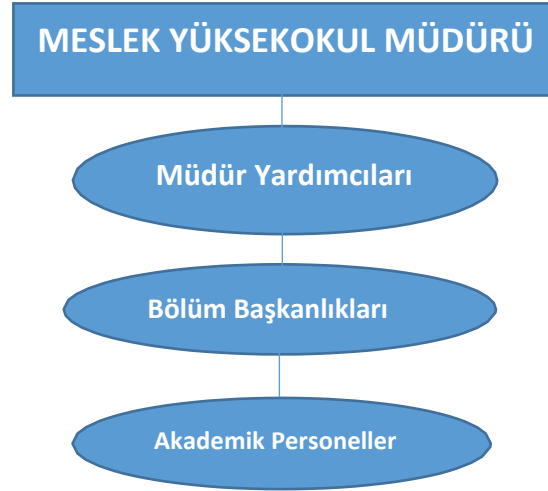 MESLEK YÜKSEKOKUL MÜDÜRÜ
Müdür Yardımcıları
Bölüm Başkanlıkları
Akademik Personeller